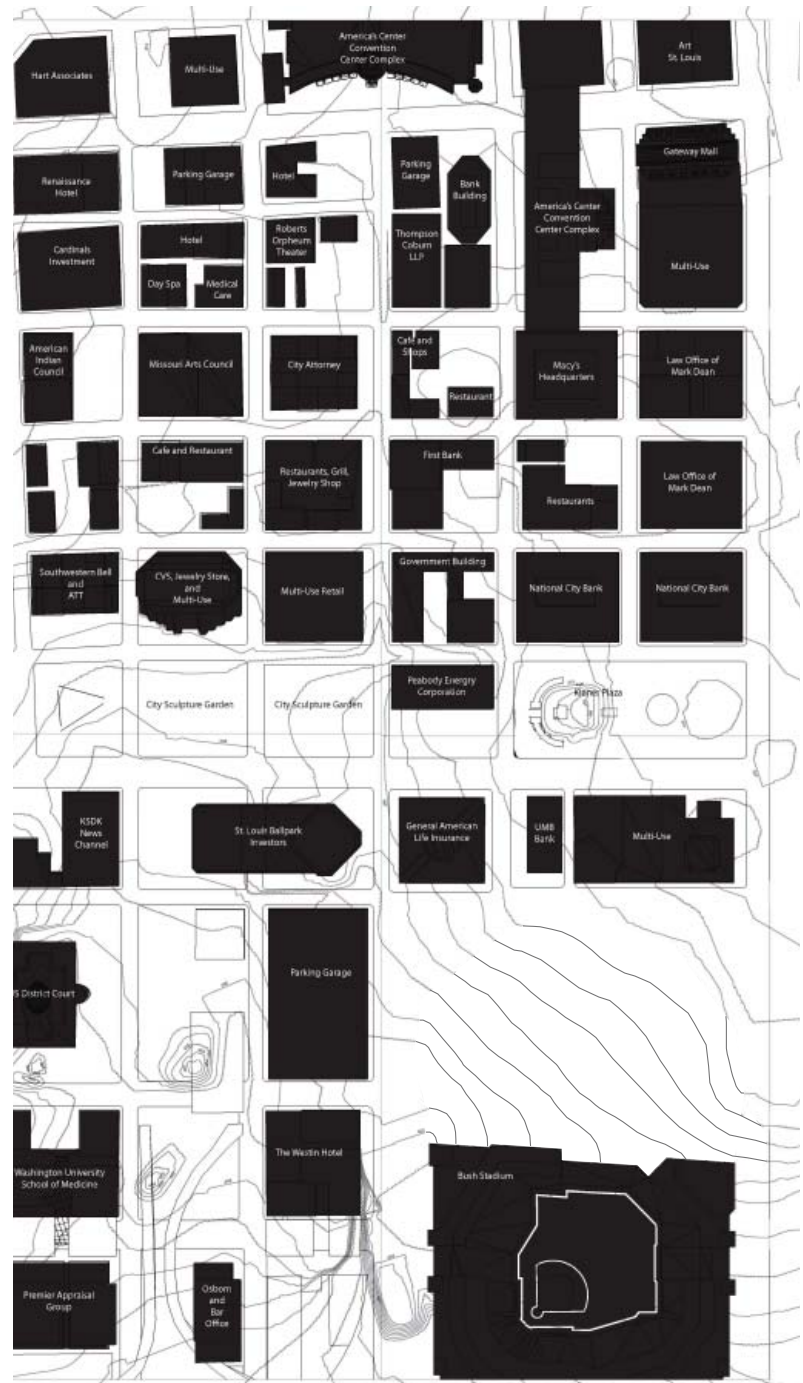 America's Center
Convention
Center Complex
Art
St. Louis
Hart Associates
Multi-Use
Gateway Mall
Parking
Garage
Bank
Building
Renaissance
Hotel
Parking Garage
Hotel
America's Center
Convention
Center Complex
Cardinals
Investment
Hotel
Roberts
Orpheum
Theater
Thompson
Coburn
LLP
Multi-Use
Day Spa
Medical
Care
American
Indian
Council
Missouri Arts Council
City Attorney
Cafe and
Shops
Restaurant
Macy's
Headquarters
Law Office of
Mark Dean
Cafe and Restaurant
Restaurants, Grill,
Jewelry Shop
First Bank
Restaurants
Law Office of
Mark Dean
Southwestern Bell
and
ATT
CVS, Jewelry Store,
and
Multi-Use
Multi-Use Retail
Government Building
National City Bank
National City Bank
City Sculpture Garden
City Sculpture Garden
Peabody Energry
Corporation
Kiener Plaza
KSDK
News
Channel
St. Louir Ballpark
Investors
General American
Life Insurance
UMB
Bank
Multi-Use
US District Court
Parking Garage
Washington University
School of Medicine
The Westin Hotel
Bush Stadium
Premier Appraisal
Group
Osborn
and
Bar
Office